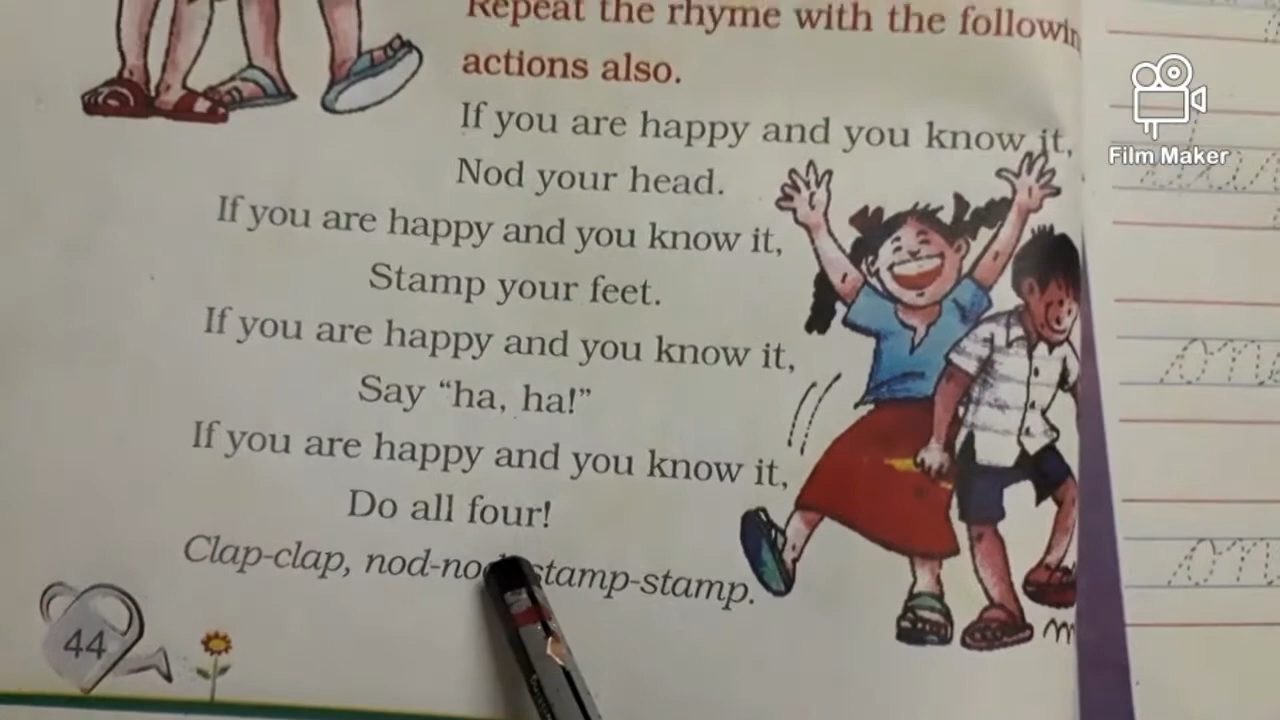 Repeat the rhyme with the followin
actions also.
If you are happy and you know it,
Nod your head.
If you are happy and you know it,
Stamp your feet.
If you are happy and you know it,
Say “ha, ha!”
If you are happy and you know it,
Do all four!
Clap-clap, nod-nod, stamp-stamp.
44
Film Maker